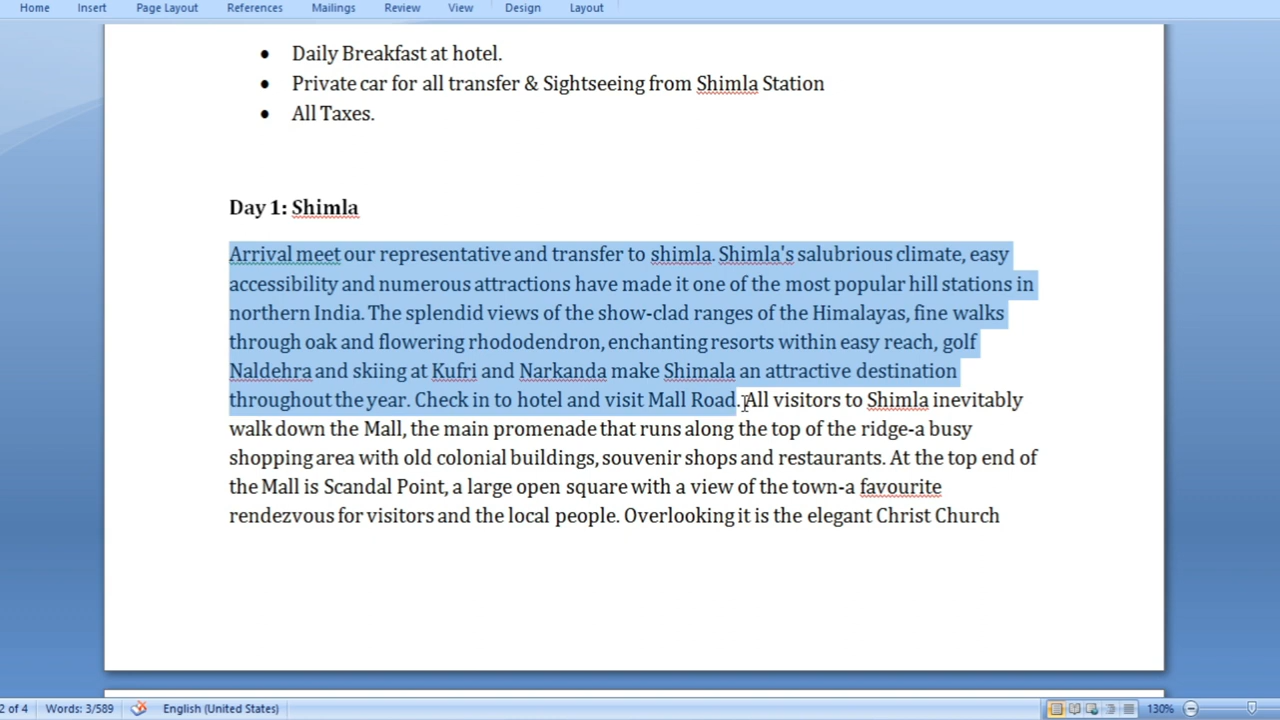 Home Insert Page Layout References Mailings Review View Design Layout
• Daily Breakfast at hotel.
• Private car for all transfer & Sightseeing from Shimla Station
• All Taxes.
Day 1: Shimla
Arrival meet our representative and transfer to shimla. Shimla's salubrious climate, easy
accessibility and numerous attractions have made it one of the most popular hill stations in
northern India. The splendid views of the show-clad ranges of the Himalayas, fine walks
through oak and flowering rhododendron, enchanting resorts within easy reach, golf
Naldehra and skiing at Kufri and Narkanda make Shimala an attractive destination
throughout the year. Check in to hotel and visit Mall Road. All visitors to Shimla inevitably
walk down the Mall, the main promenade that runs along the top of the ridge-a busy
shopping area with old colonial buildings, souvenir shops and restaurants. At the top end of
the Mall is Scandal Point, a large open square with a view of the town-a favourite
rendezvous for visitors and the local people. Overlooking it is the elegant Christ Church
2 of 4 Words: 3/589 English (United States) 130%